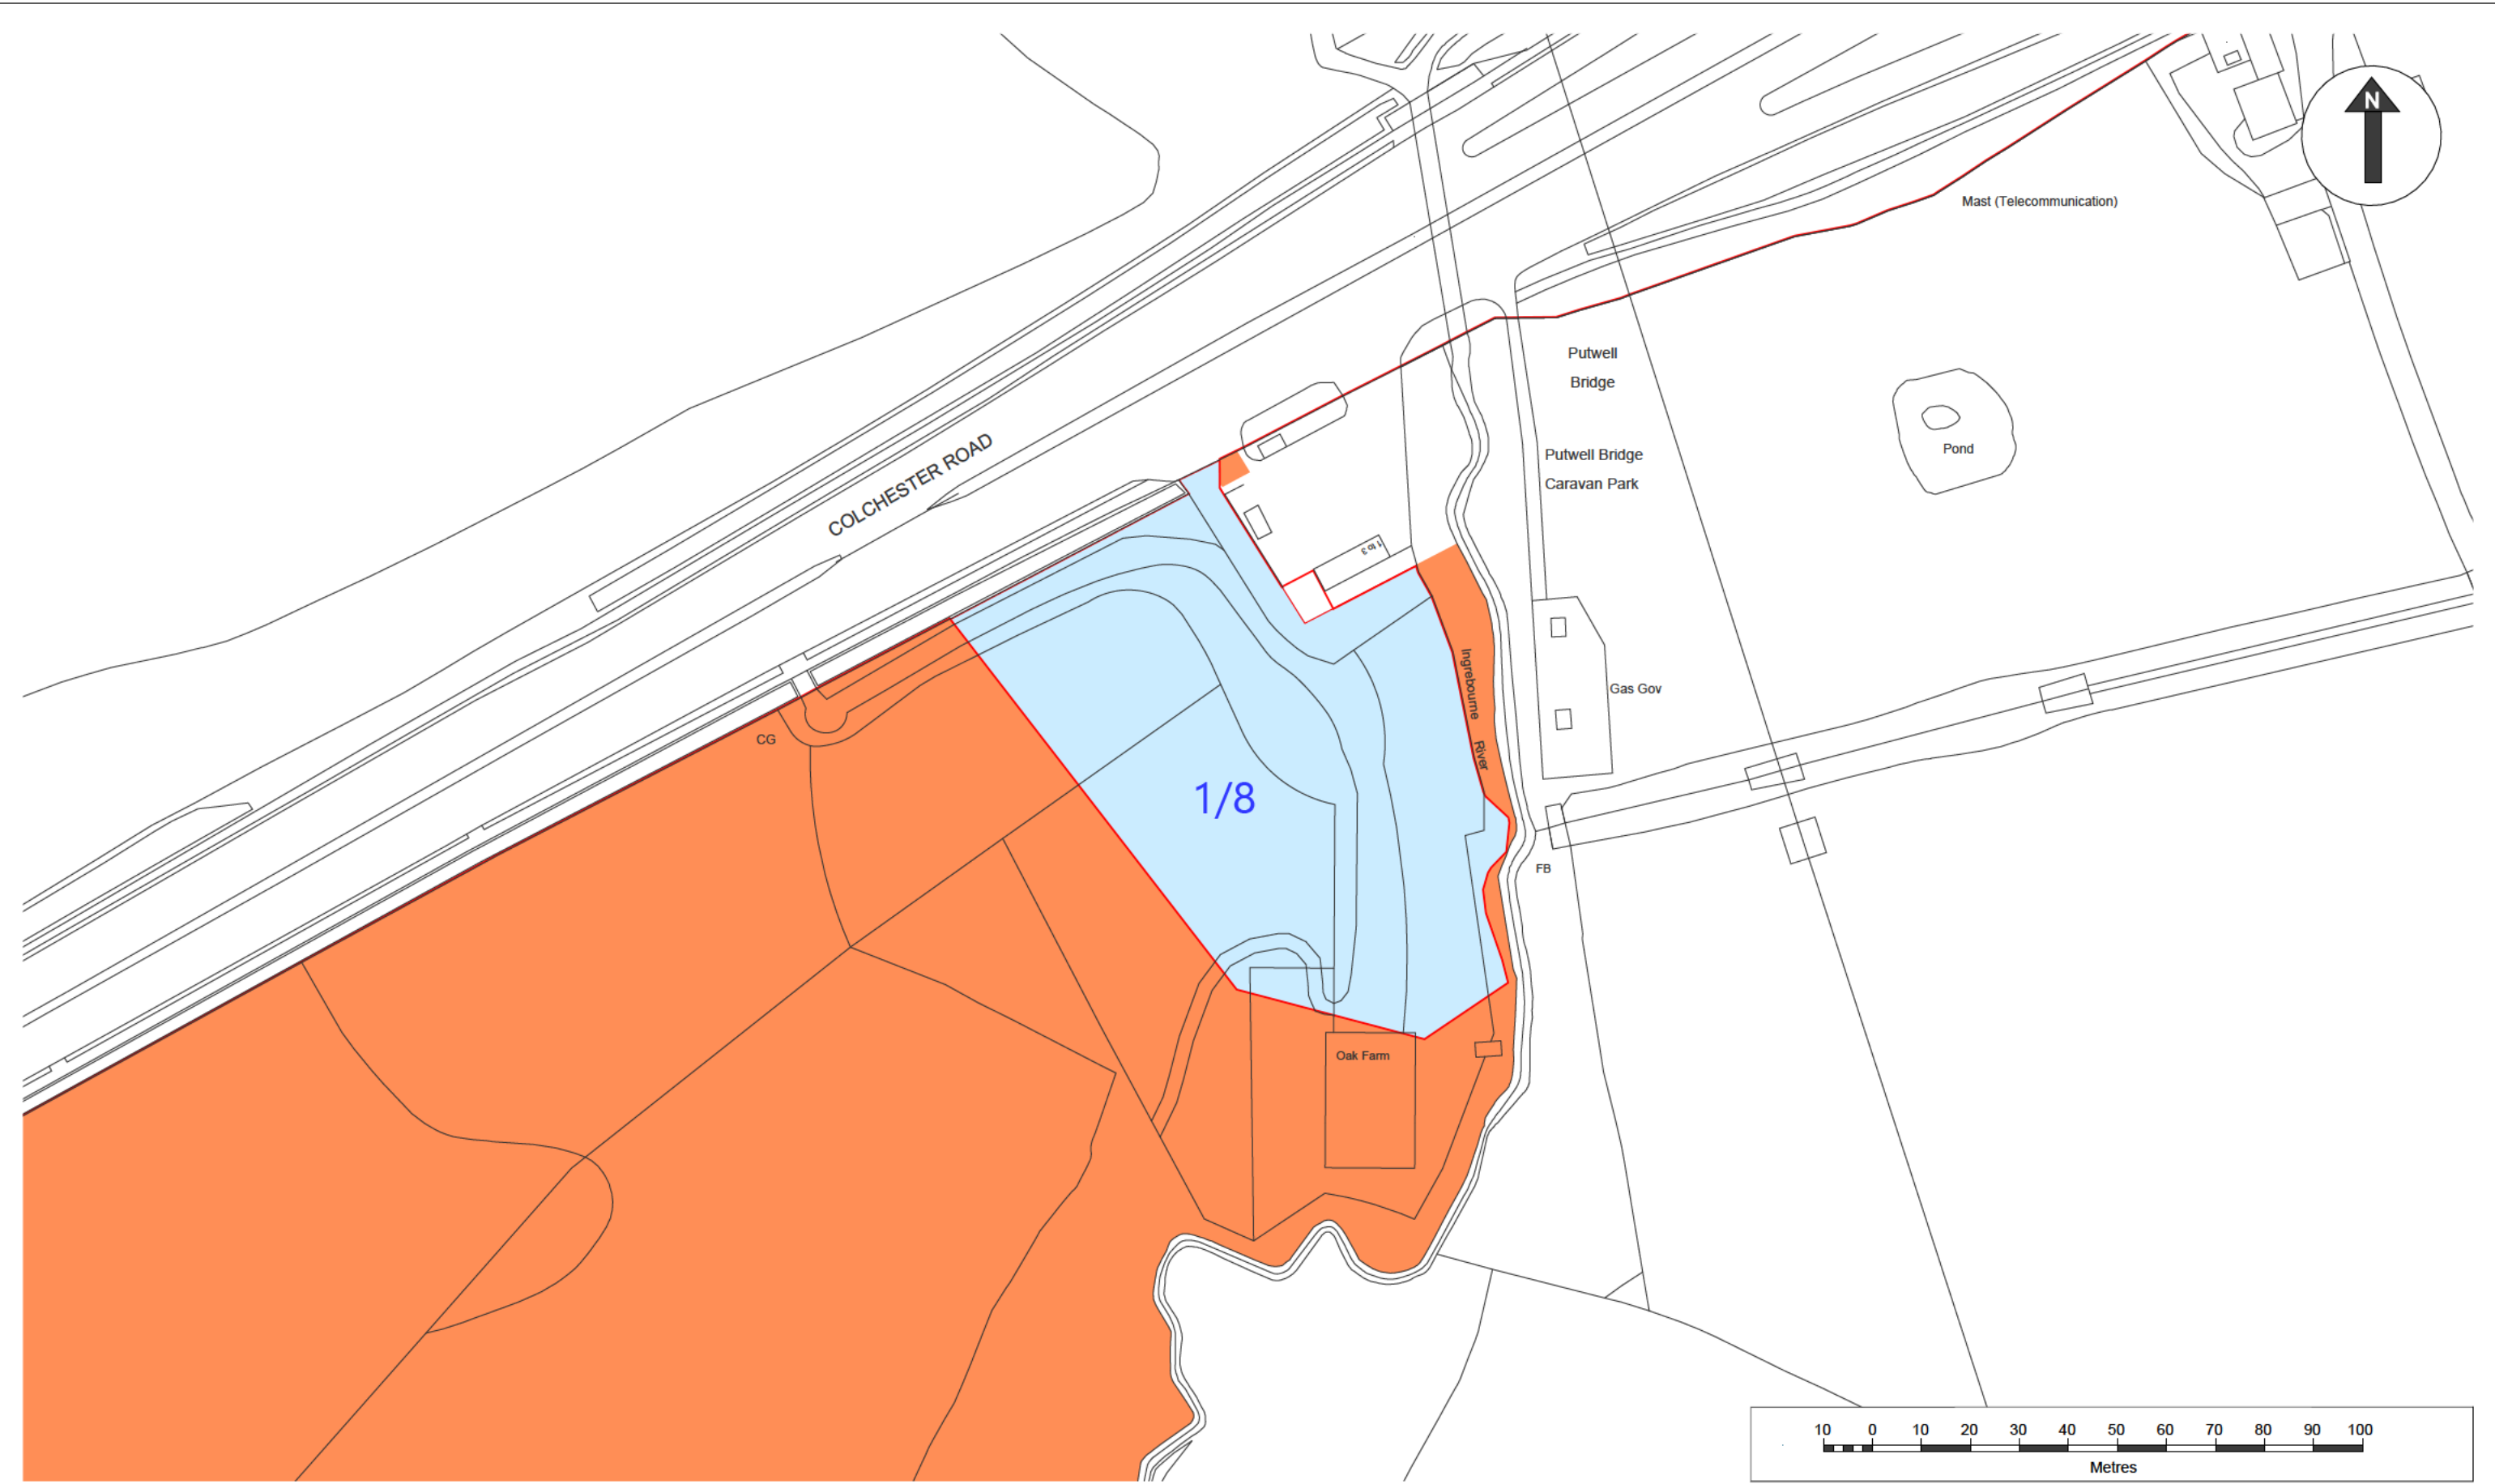 N
Mast (Telecommunication)
Putwell
Bridge
COLCHESTER ROAD
Pond
Putwell Bridge
Caravan Park
1 to 3
Ingrebourne
River
Gas Gov
CG
1/8
FB
Oak Farm
10 0 10 20 30 40 50 60 70 80 90 100
Metres